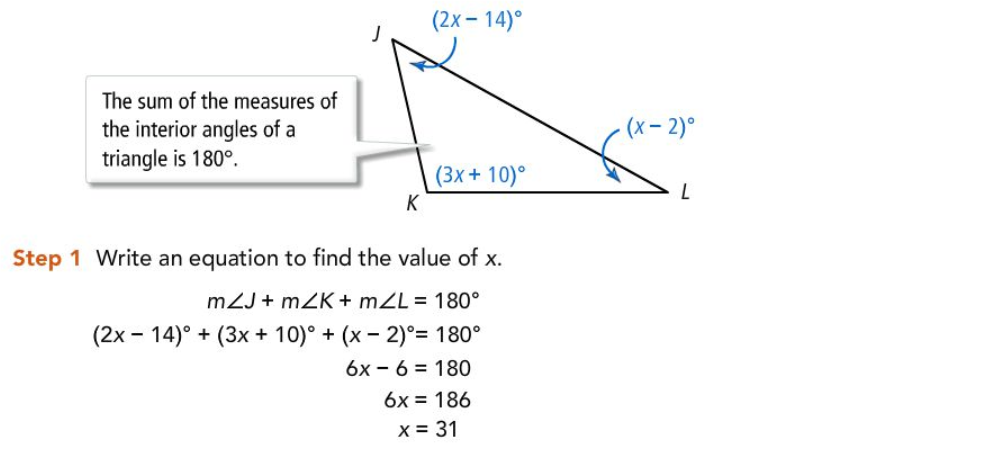 J
(2x – 14)°
The sum of the measures of
the interior angles of a
triangle is 180°.
(x – 2)°
(3x + 10)°
K
L
Step 1 Write an equation to find the value of x.
m∠J + m∠K + m∠L = 180°
(2x – 14)° + (3x + 10)° + (x – 2)°= 180°
6x – 6 = 180
6x = 186
x = 31